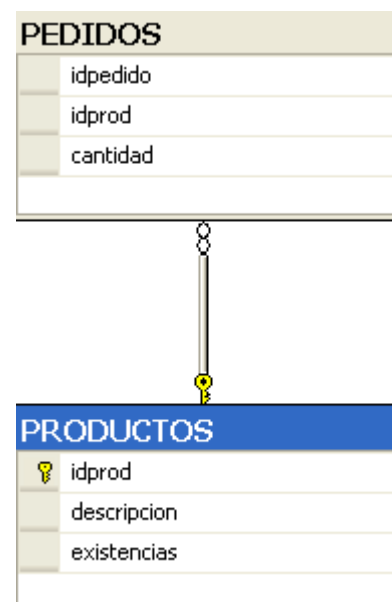 PEDIDOS
idpedido
idprod
cantidad
PRODUCTOS
idprod
descripcion
existencias